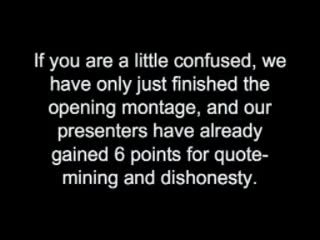 If you are a little confused, we
have only just finished the
opening montage, and our
presenters have already
gained 6 points for quote-
mining and dishonesty.